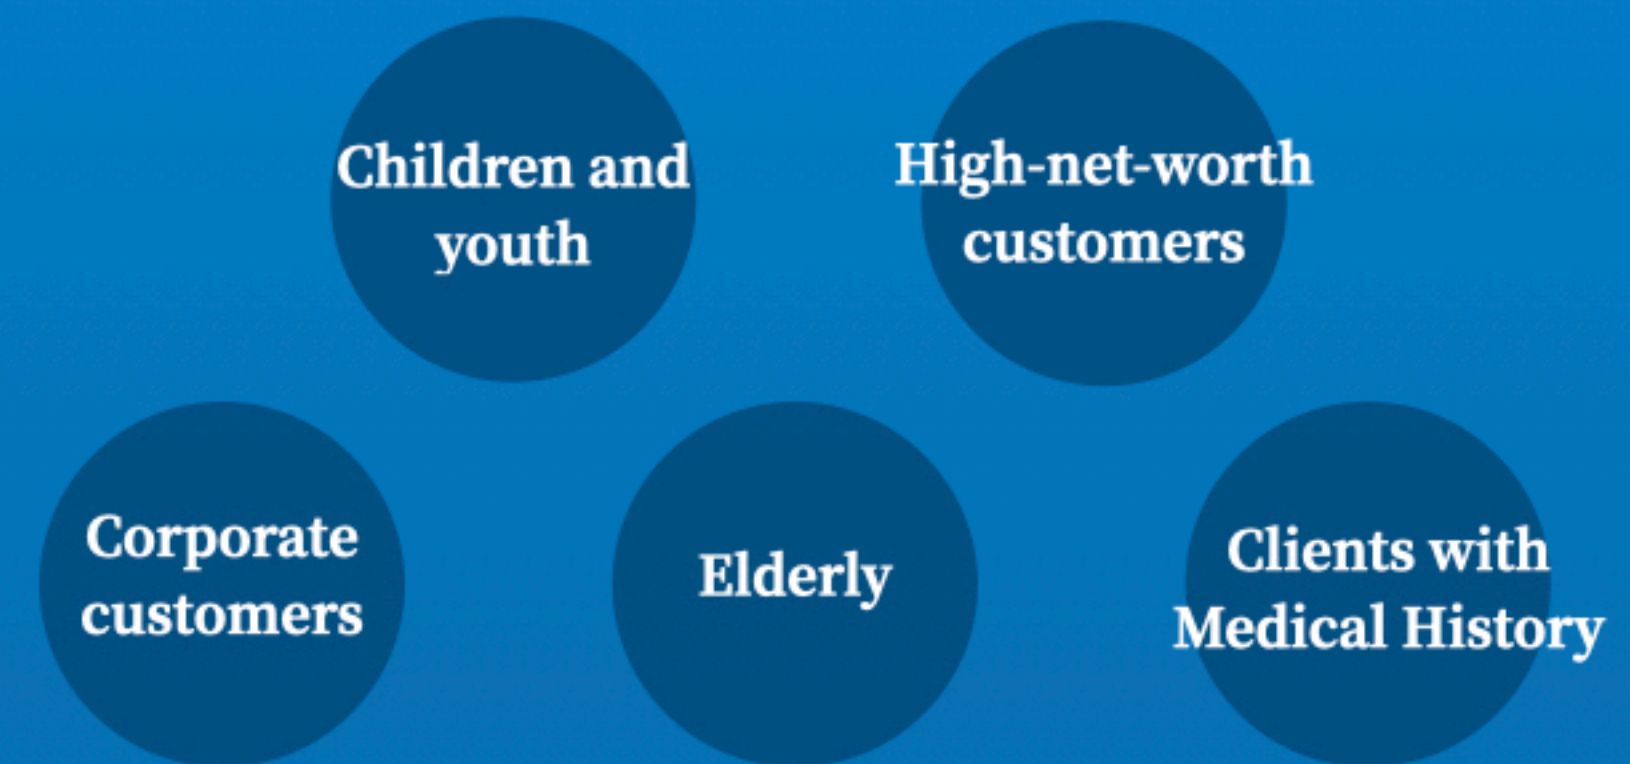 Children and
youth
High-net-worth
customers
Corporate
customers
Elderly
Clients with
Medical History